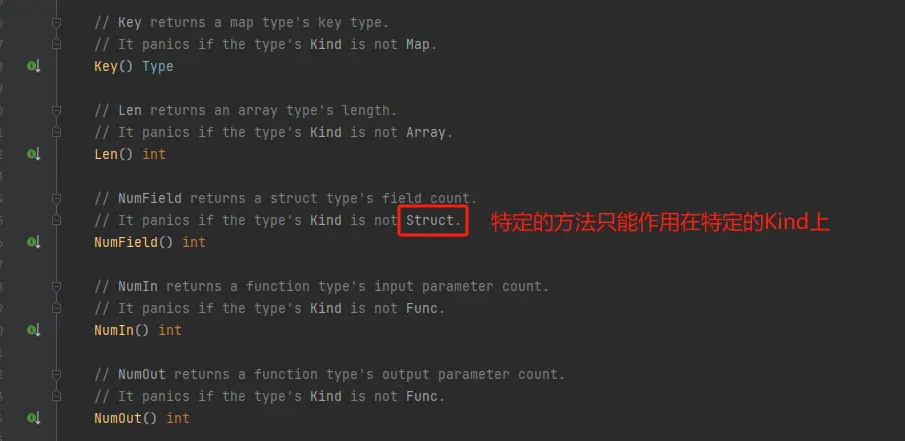 // Key returns a map type's key type.
// It panics if the type's Kind is not Map.
Key() Type
// Len returns an array type's length.
// It panics if the type's Kind is not Array.
Len() int
// NumField returns a struct type's field count.
// It panics if the type's Kind is not Struct. 特定的方法只能作用在特定的Kind上
NumField() int
// NumIn returns a function type's input parameter count.
// It panics if the type's Kind is not Func.
NumIn() int
// NumOut returns a function type's output parameter count.
// It panics if the type's Kind is not Func.
NumOut() int